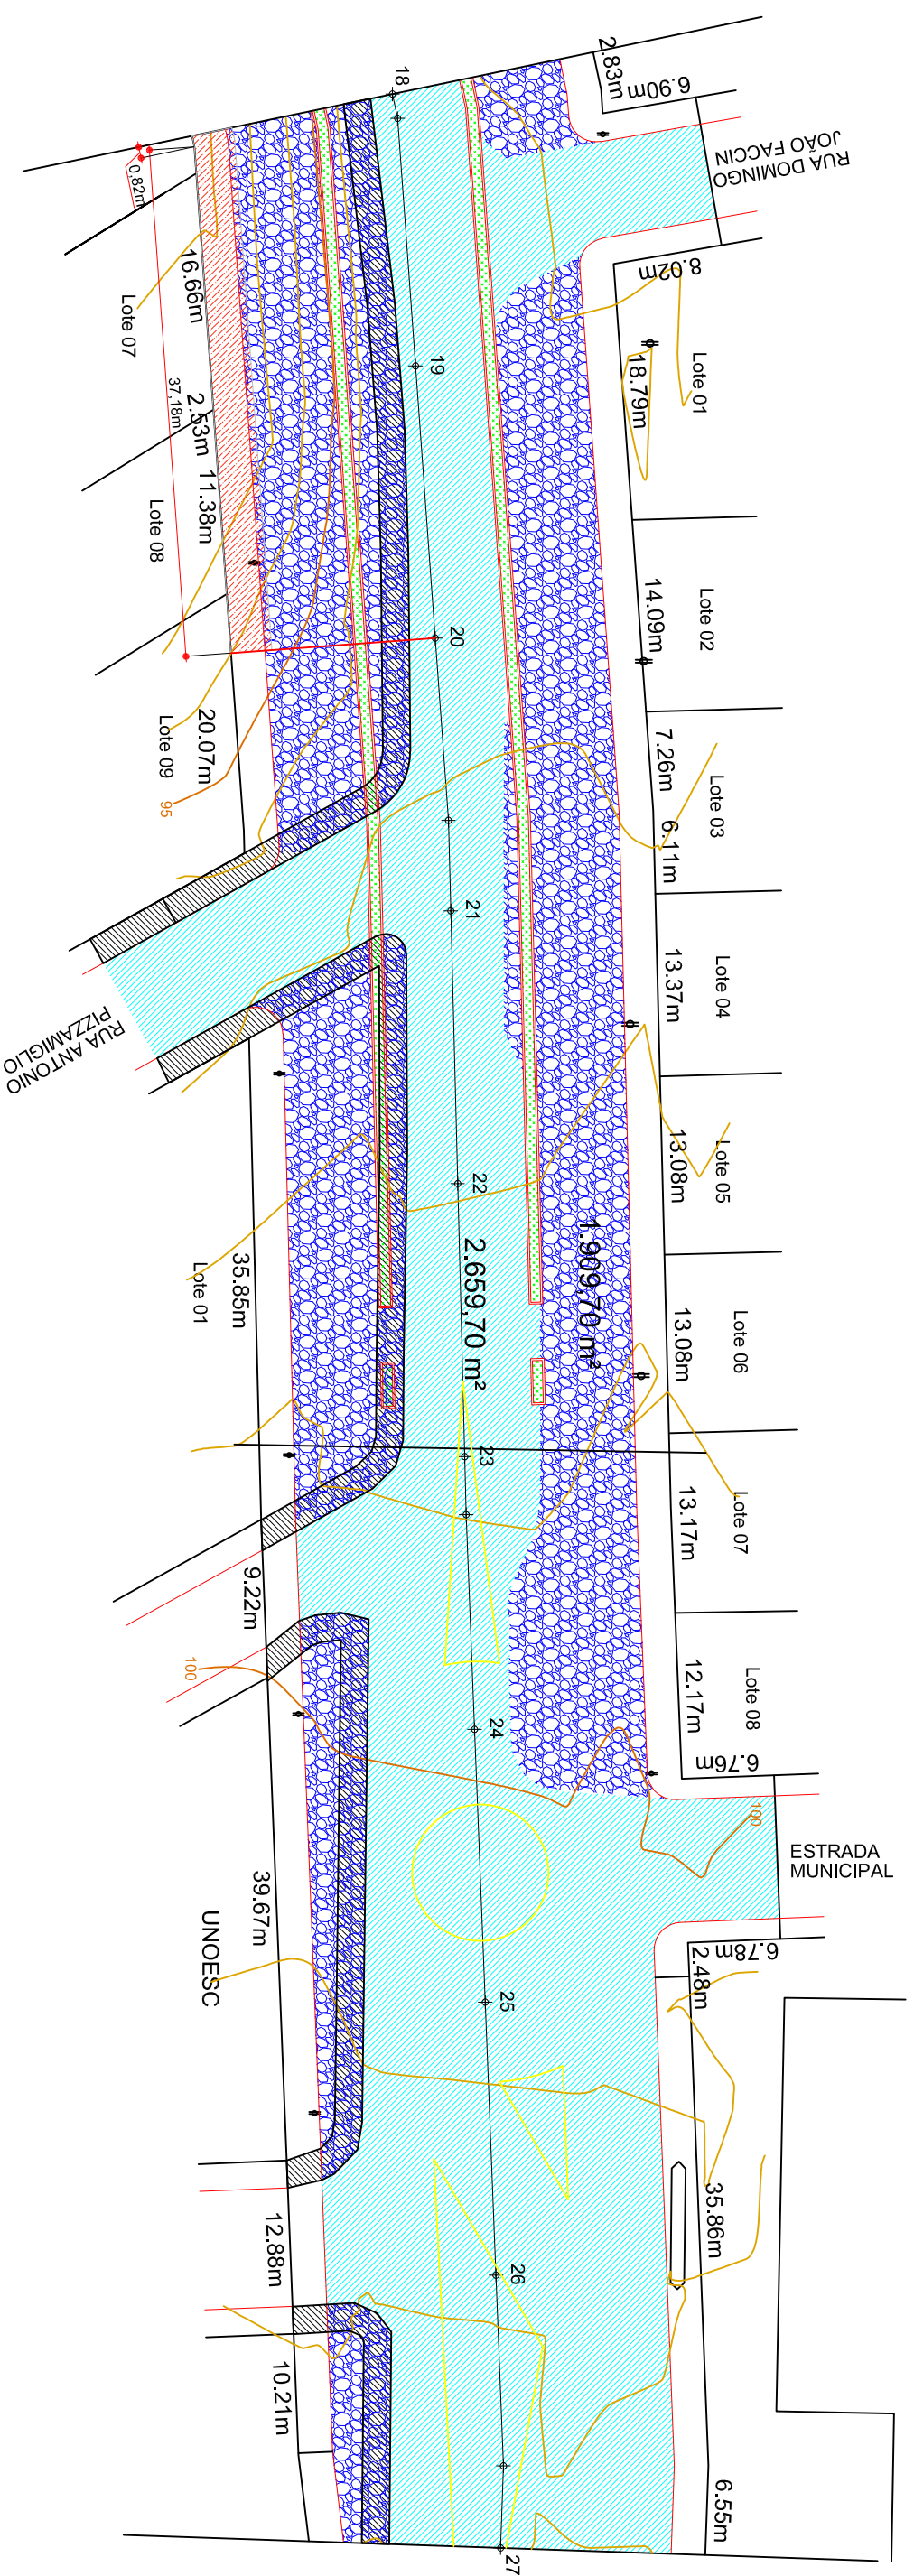 2.83m
6.90m
RUA DOMINGO
JOÃO FACCIN
18
0,82m
8.02m
Lote 07
16.66m
Lote 01
18.79m
19
37,18m
2.53m
11.38m
Lote 08
Lote 02
14.09m
20
Lote 09
20.07m
95
Lote 03
7.26m
6.11m
21
RUA ANTONIO
PIZZAMIGLIO
Lote 04
13.37m
Lote 05
13.08m
22
Lote 01
35.85m
2.659,70 m²
1.909,70 m²
Lote 06
13.08m
23
Lote 07
13.17m
9.22m
100
Lote 08
12.17m
24
6.76m
100
ESTRADA
MUNICIPAL
UNOESC
39.67m
6.78m
2.48m
25
35.86m
12.88m
26
10.21m
6.55m
27